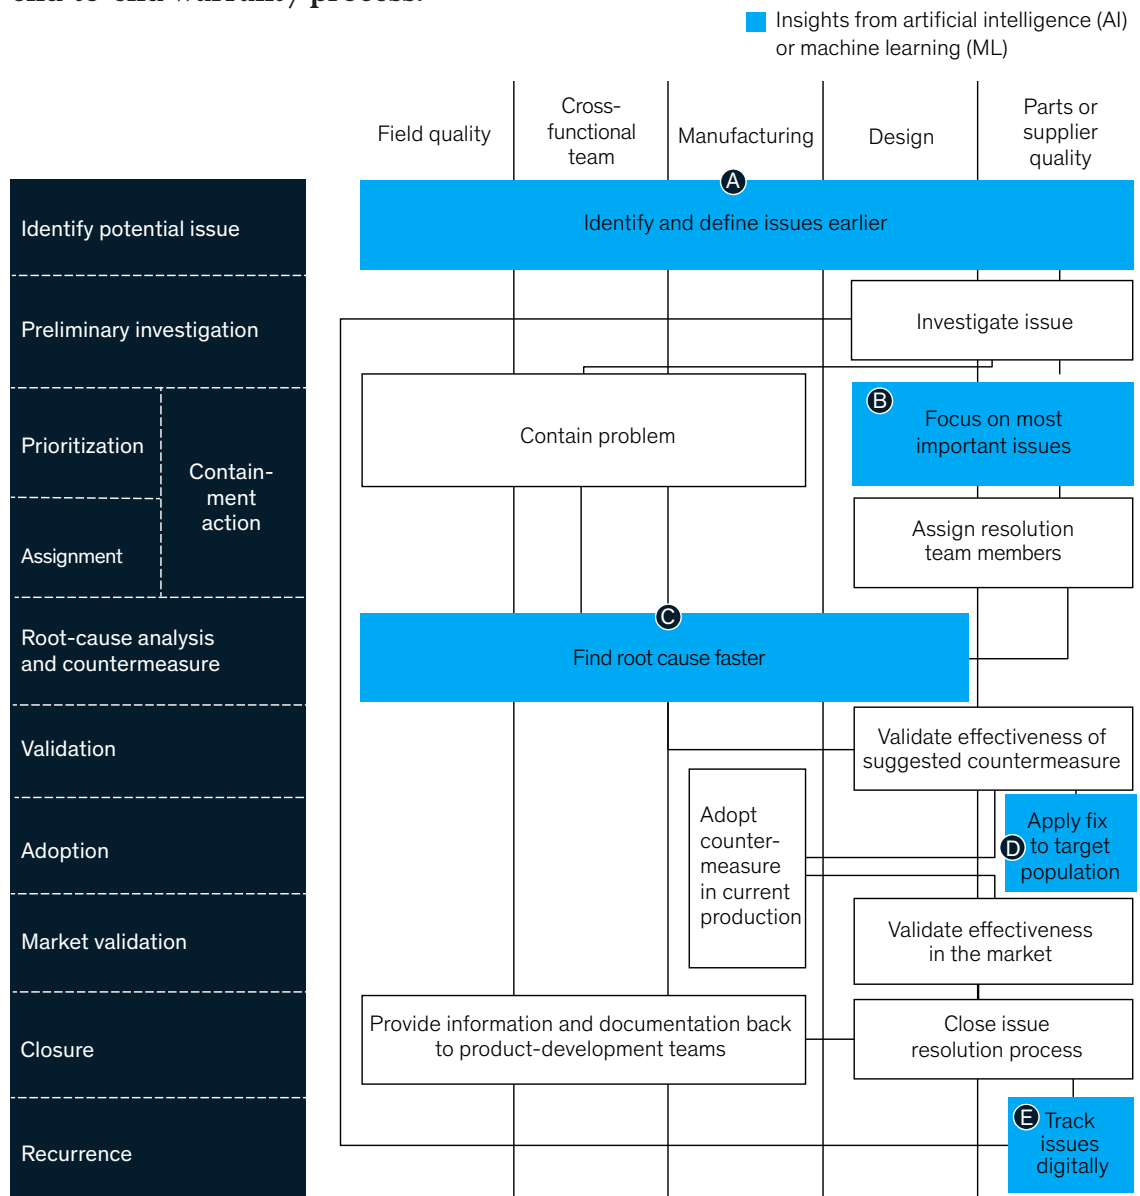 end-to-end warranty process.
Insights from artificial intelligence (AI)
or machine learning (ML)
Field quality
Cross-
functional
team
Manufacturing
Design
Parts or
supplier
quality
Identify potential issue
A
Identify and define issues earlier
Preliminary investigation
Investigate issue
Prioritization
Contain-
ment
action
Contain problem
B
Focus on most
important issues
Assignment
Assign resolution
team members
Root-cause analysis
and countermeasure
C
Find root cause faster
Validation
Validate effectiveness of
suggested countermeasure
Adoption
Adopt
counter-
measure
in current
production
D
Apply fix
to target
population
Market validation
Validate effectiveness
in the market
Closure
Provide information and documentation back
to product-development teams
Close issue
resolution process
Recurrence
E
Track
issues
digitally